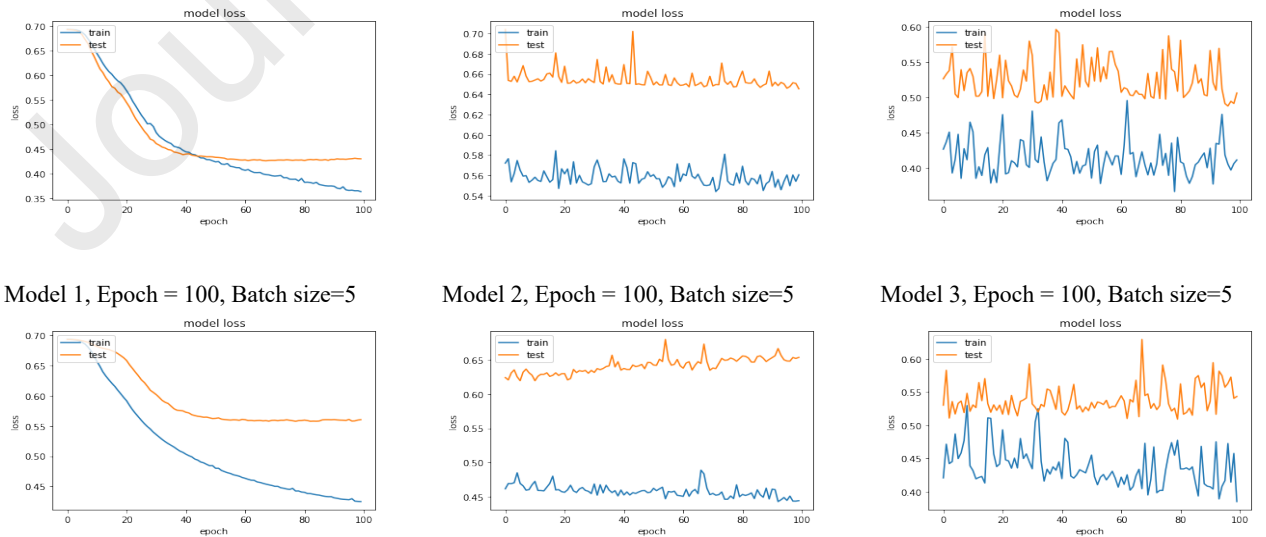 model loss
train
test
0.70
0.65
0.60
0.55
0.50
0.45
0.40
0.35
loss
0 20 40 60 80 100
epoch
model loss
train
test
0.70
0.68
0.66
0.64
0.62
0.60
0.58
0.56
0.54
loss
0 20 40 60 80 100
epoch
model loss
train
test
0.60
0.55
0.50
0.45
0.40
loss
0 20 40 60 80 100
epoch
Jour
Model 1, Epoch = 100, Batch size=5
Model 2, Epoch = 100, Batch size=5
Model 3, Epoch = 100, Batch size=5
model loss
train
test
0.70
0.65
0.60
0.55
0.50
0.45
loss
0 20 40 60 80 100
epoch
model loss
train
test
0.65
0.60
0.55
0.50
0.45
loss
0 20 40 60 80 100
epoch
model loss
train
test
0.60
0.55
0.50
0.45
0.40
loss
0 20 40 60 80 100
epoch